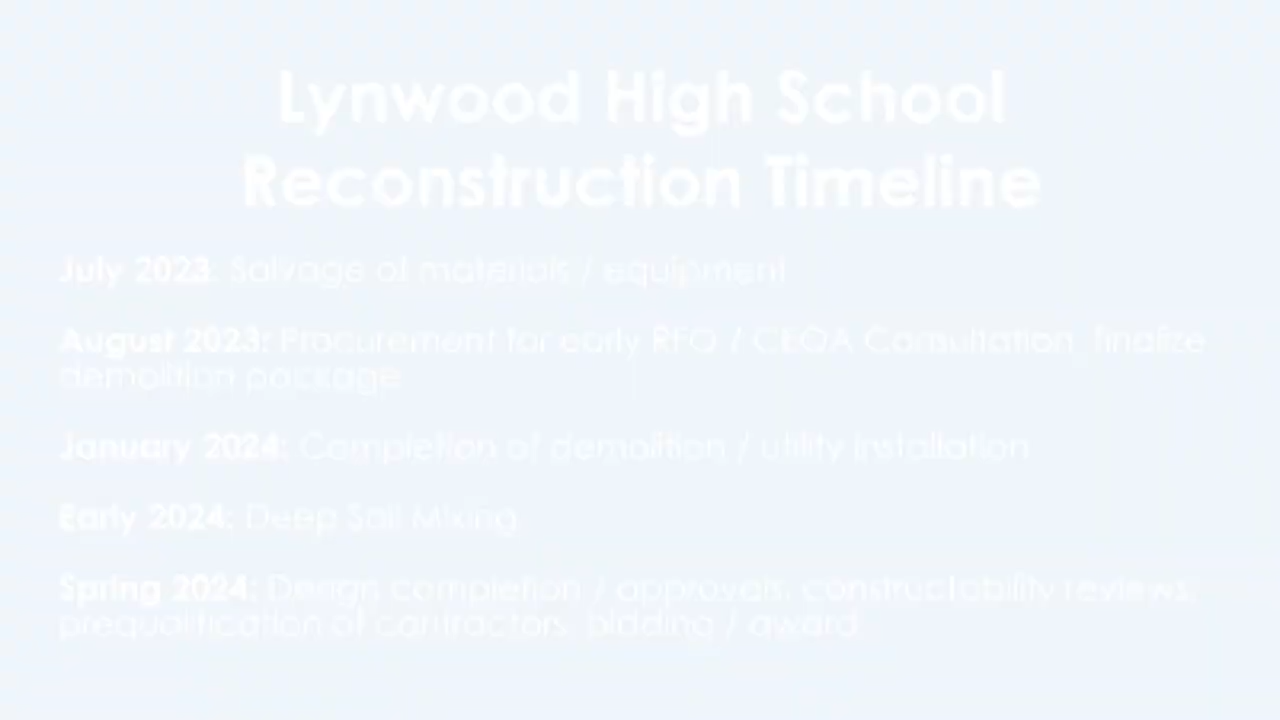 Lynwood High School
Reconstruction Timeline
July 2023: Salvage of materials / equipment
August 2023: Procurement for early RFQ / CEQA Consultation, finalize
demolition package
January 2024: Completion of demolition / utility installation
Early 2024: Deep Soil Mixing
Spring 2024: Design completion / approvals, constructability reviews,
prequalification of contractors, bidding / award